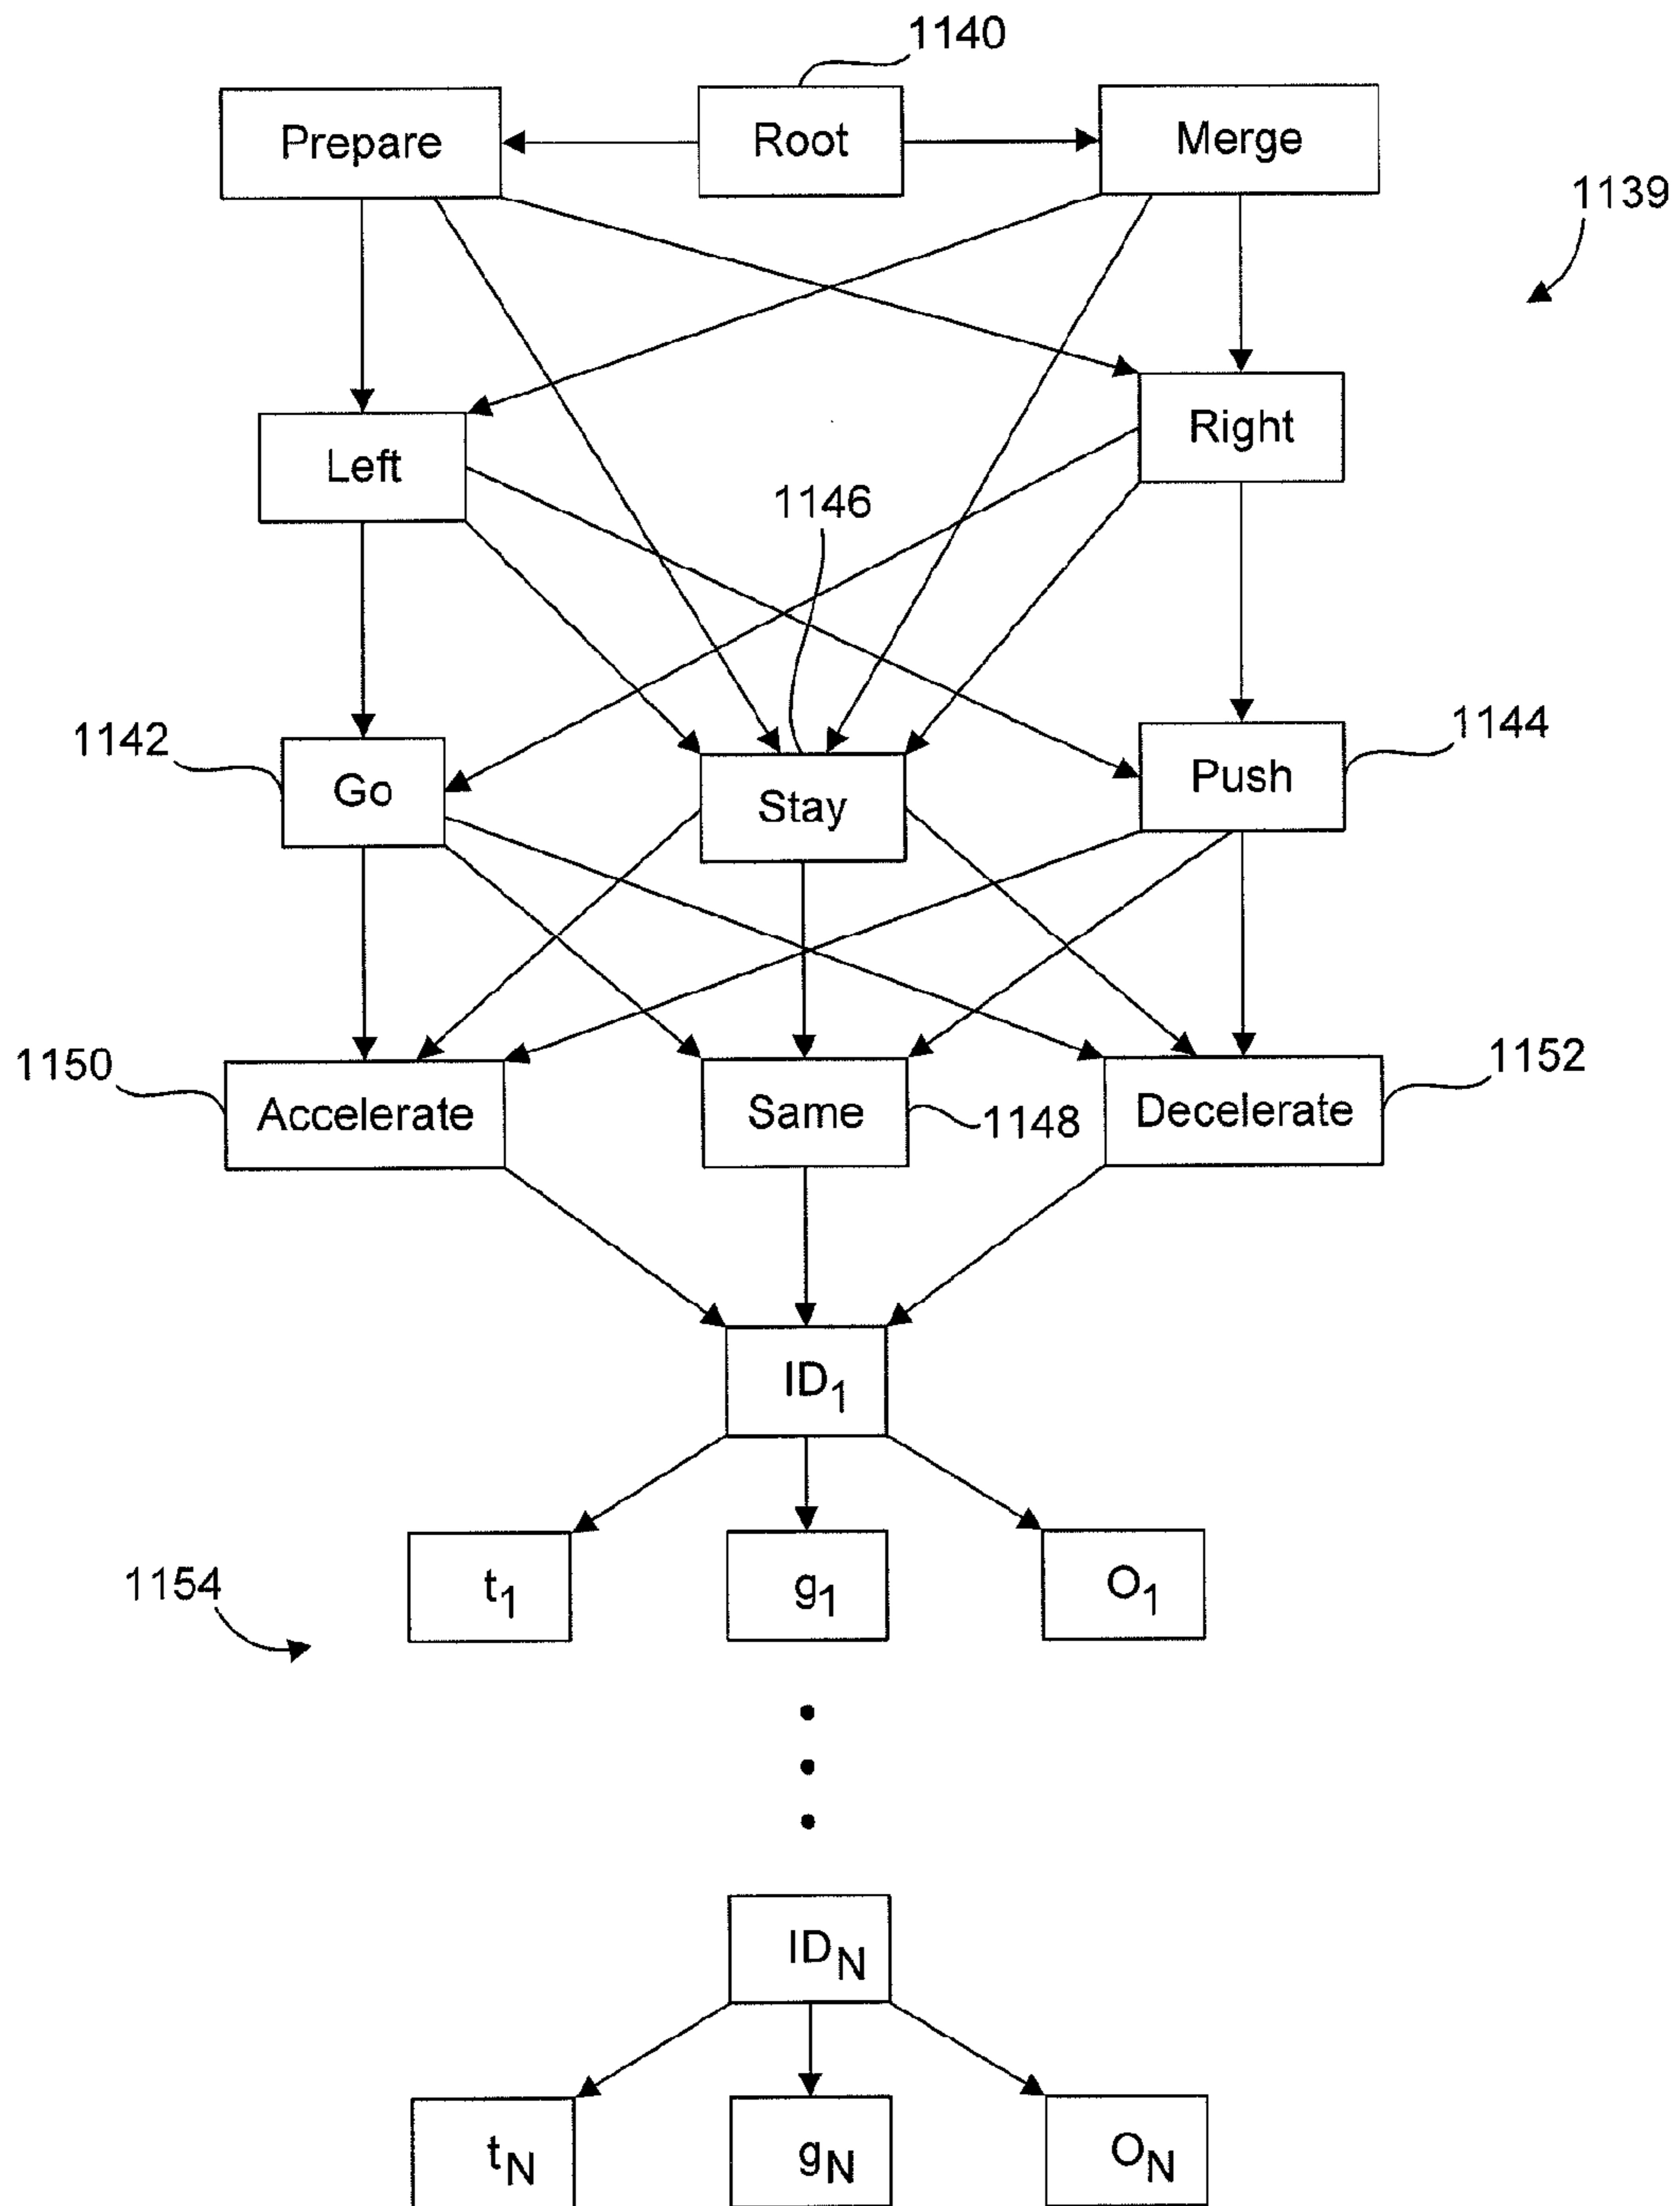 1140
Prepare
Root
Merge
1139
Left
Right
1146
1142
Go
Stay
Push
1144
1150
Accelerate
Same
1148
Decelerate
1152
ID1
1154
t1
g1
O1
IDN
tN
gN
ON